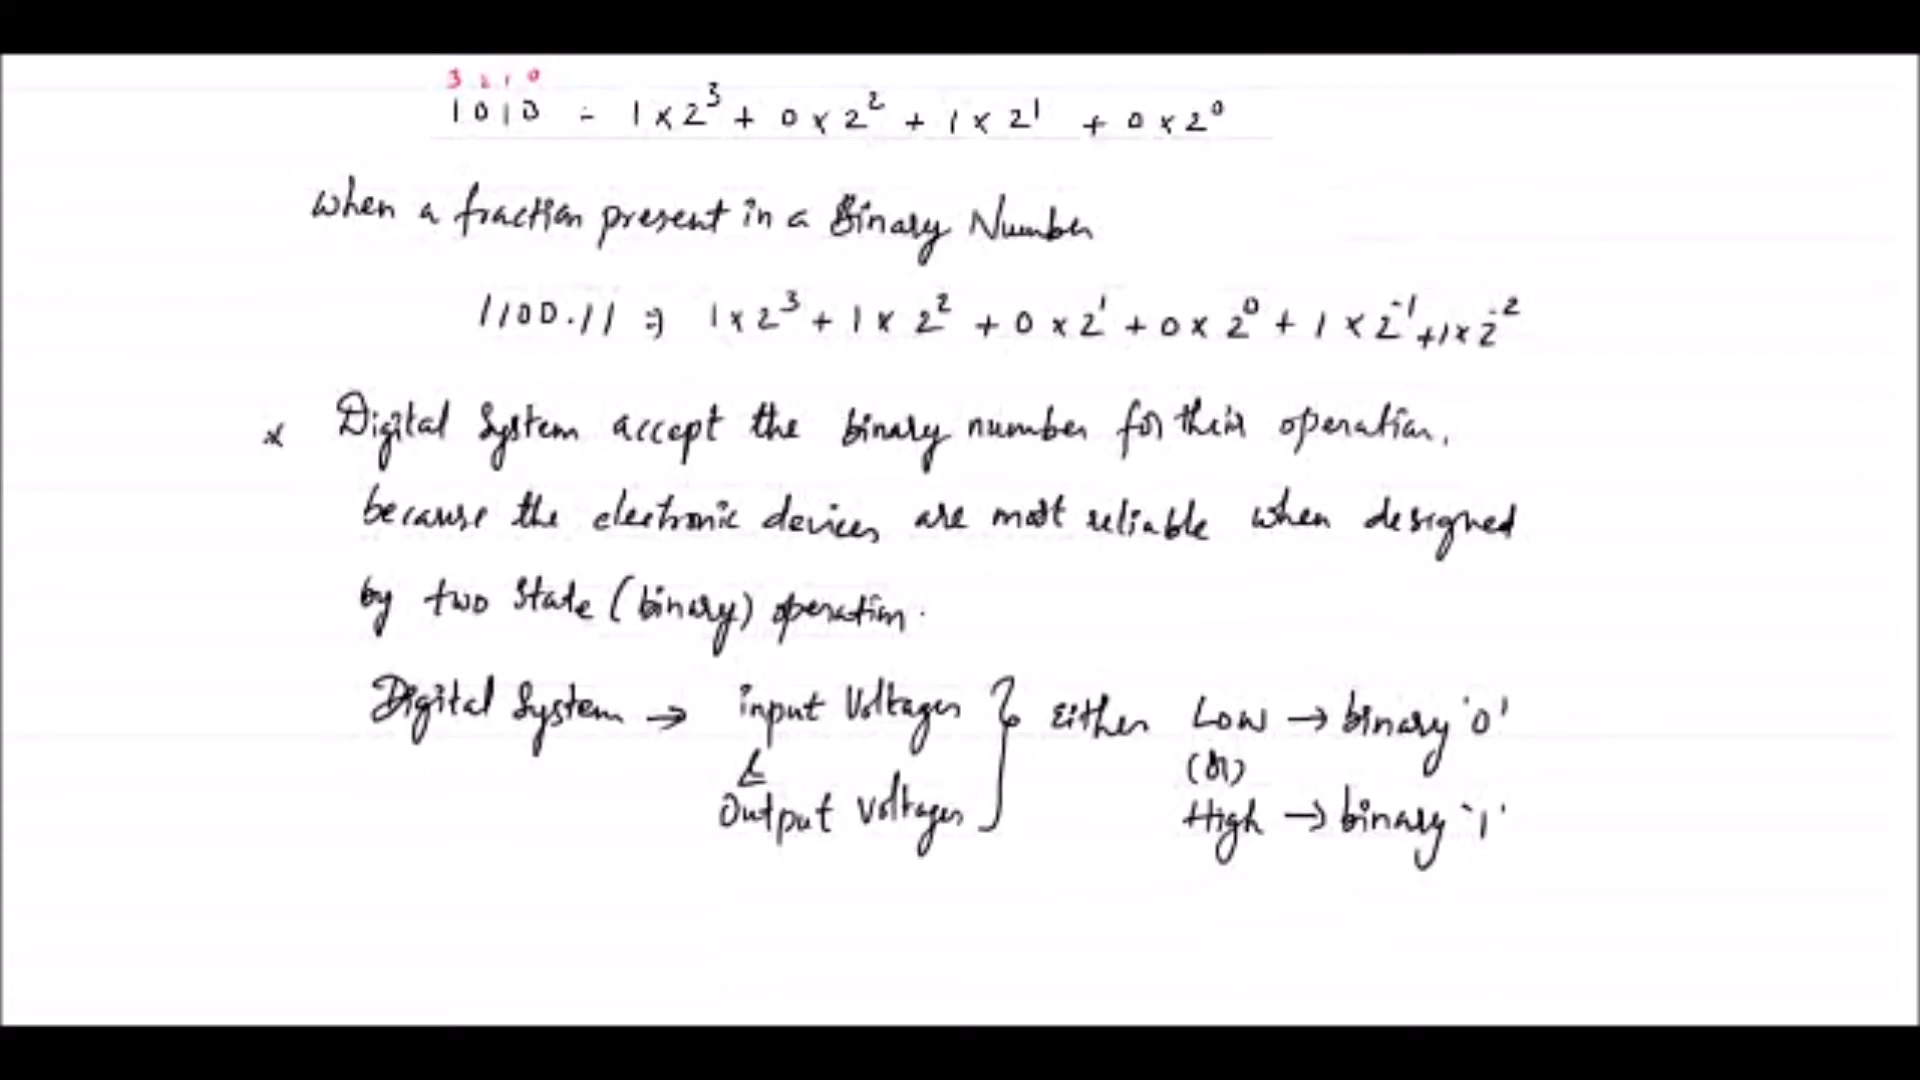 3 2 1 0
1010 = 1 x 2³ + 0 x 2² + 1 x 2¹ + 0 x 2⁰
when a fraction present in a Binary Number
1100.11 ⇒ 1 x 2³ + 1 x 2² + 0 x 2¹ + 0 x 2⁰ + 1 x 2⁻¹ + 1 x 2⁻²
* Digital System accept the binary number for their operation,
because the electronic devices are most reliable when designed
by two state (binary) operation.
Digital System → input Voltages } Either Low → binary '0'
& (or)
Output Voltages High → binary '1'